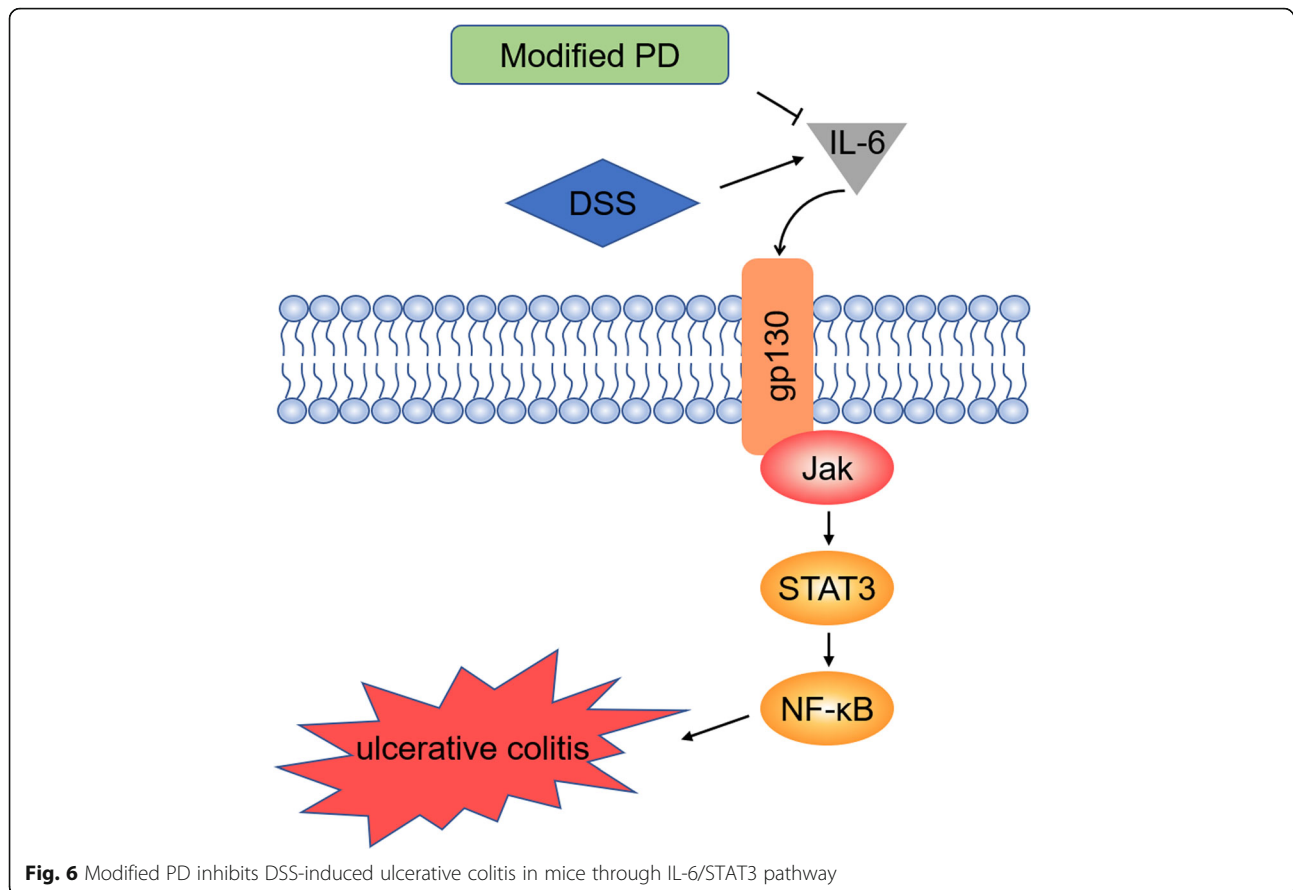 Modified PD
IL-6
DSS
gp130
Jak
STAT3
NF-κB
ulcerative colitis
Fig. 6 Modified PD inhibits DSS-induced ulcerative colitis in mice through IL-6/STAT3 pathway